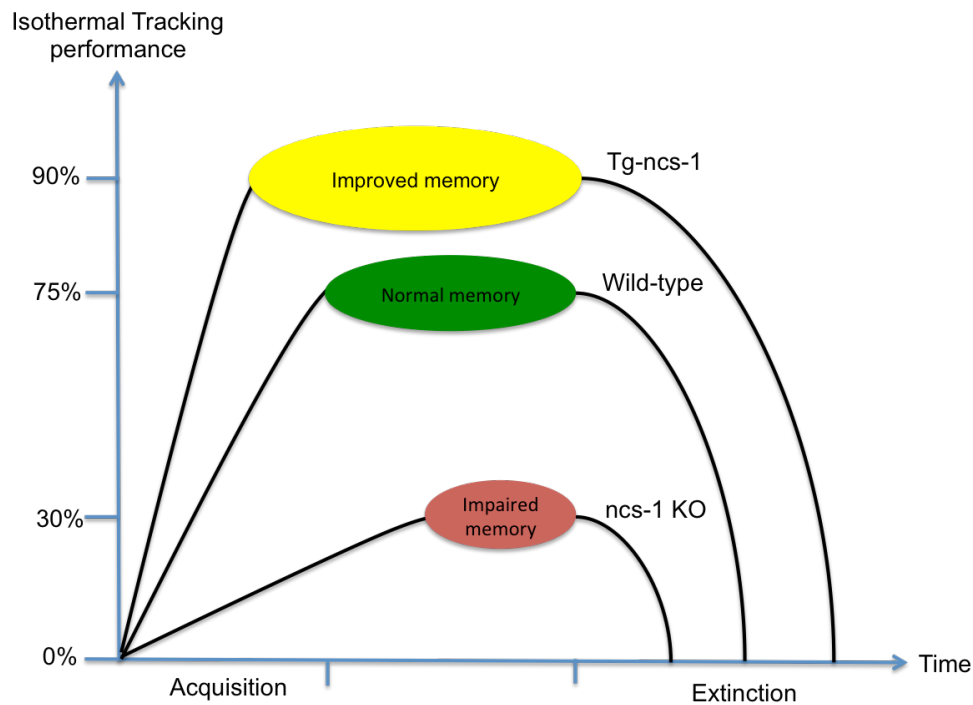 Isothermal Tracking
performance
90%
Improved memory
Tg-ncs-1
75%
Normal memory
Wild-type
30%
Impaired
memory
ncs-1 KO
0%
Time
Acquisition
Extinction